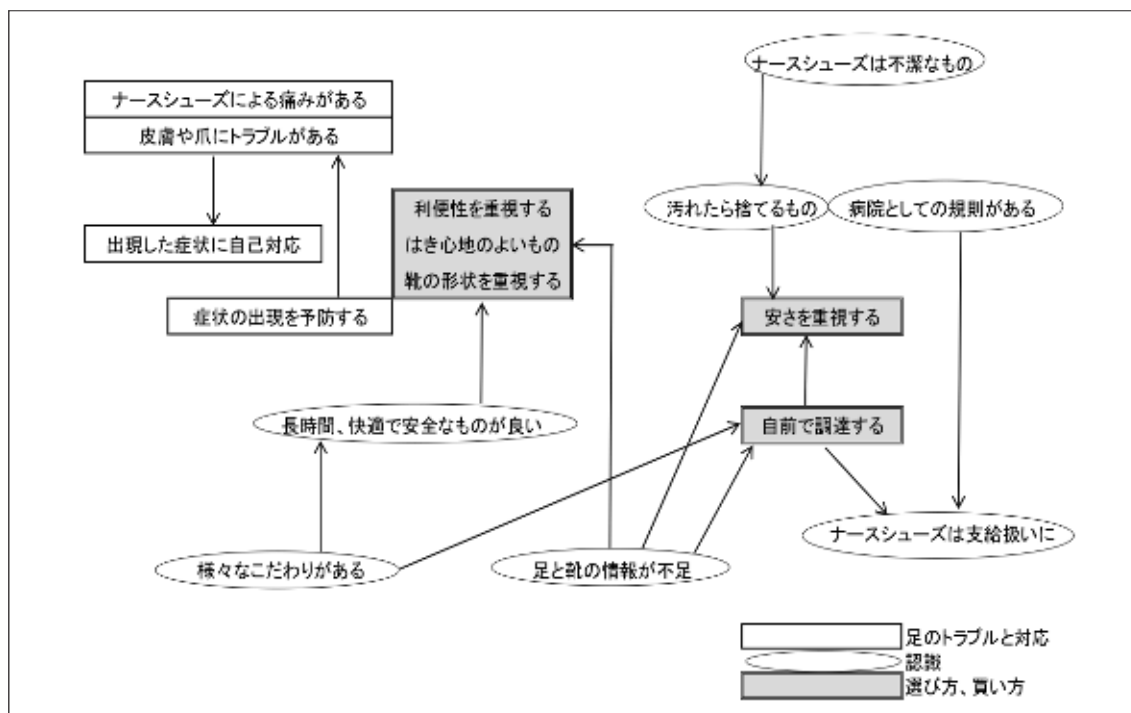 ナースシューズは不潔なもの
ナースシューズによる痛みがある
皮膚や爪にトラブルがある
利便性を重視する
はき心地のよいもの
靴の形状を重視する
汚れたら捨てるもの
病院としての規則がある
出現した症状に自己対応
症状の出現を予防する
安さを重視する
長時間、快適で安全なものが良い
自前で調達する
ナースシューズは支給扱いに
様々なこだわりがある
足と靴の情報が不足
足のトラブルと対応
認識
選び方、買い方